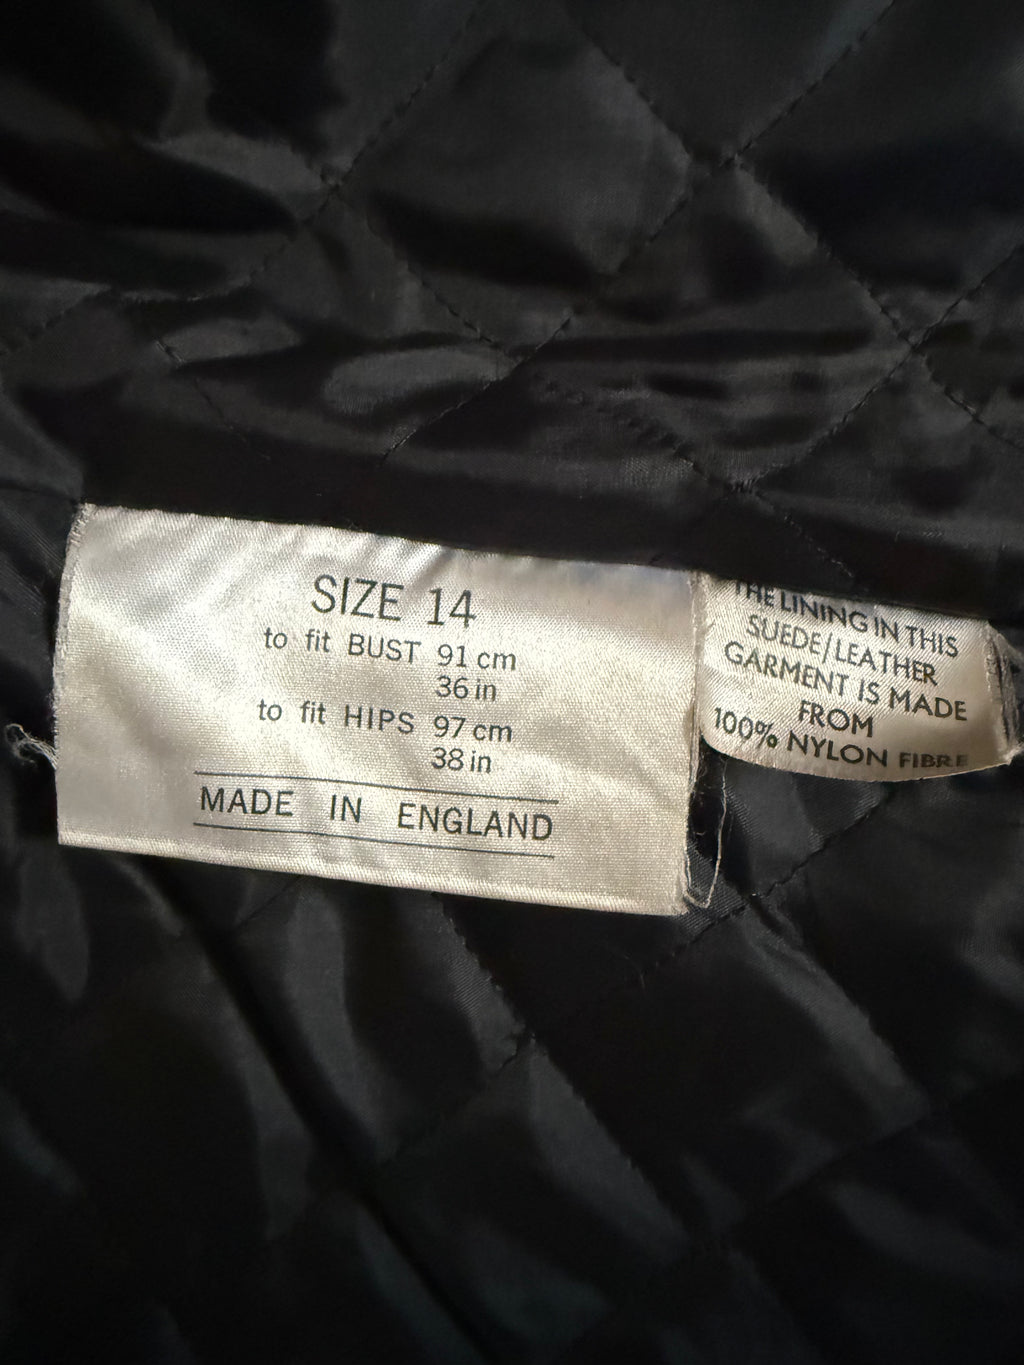 SIZE 14
to fit BUST 91 cm
36 in
to fit HIPS 97 cm
38 in
MADE IN ENGLAND
THE LINING IN THIS
SUEDE/LEATHER
GARMENT IS MADE
FROM
100% NYLON FIBRE